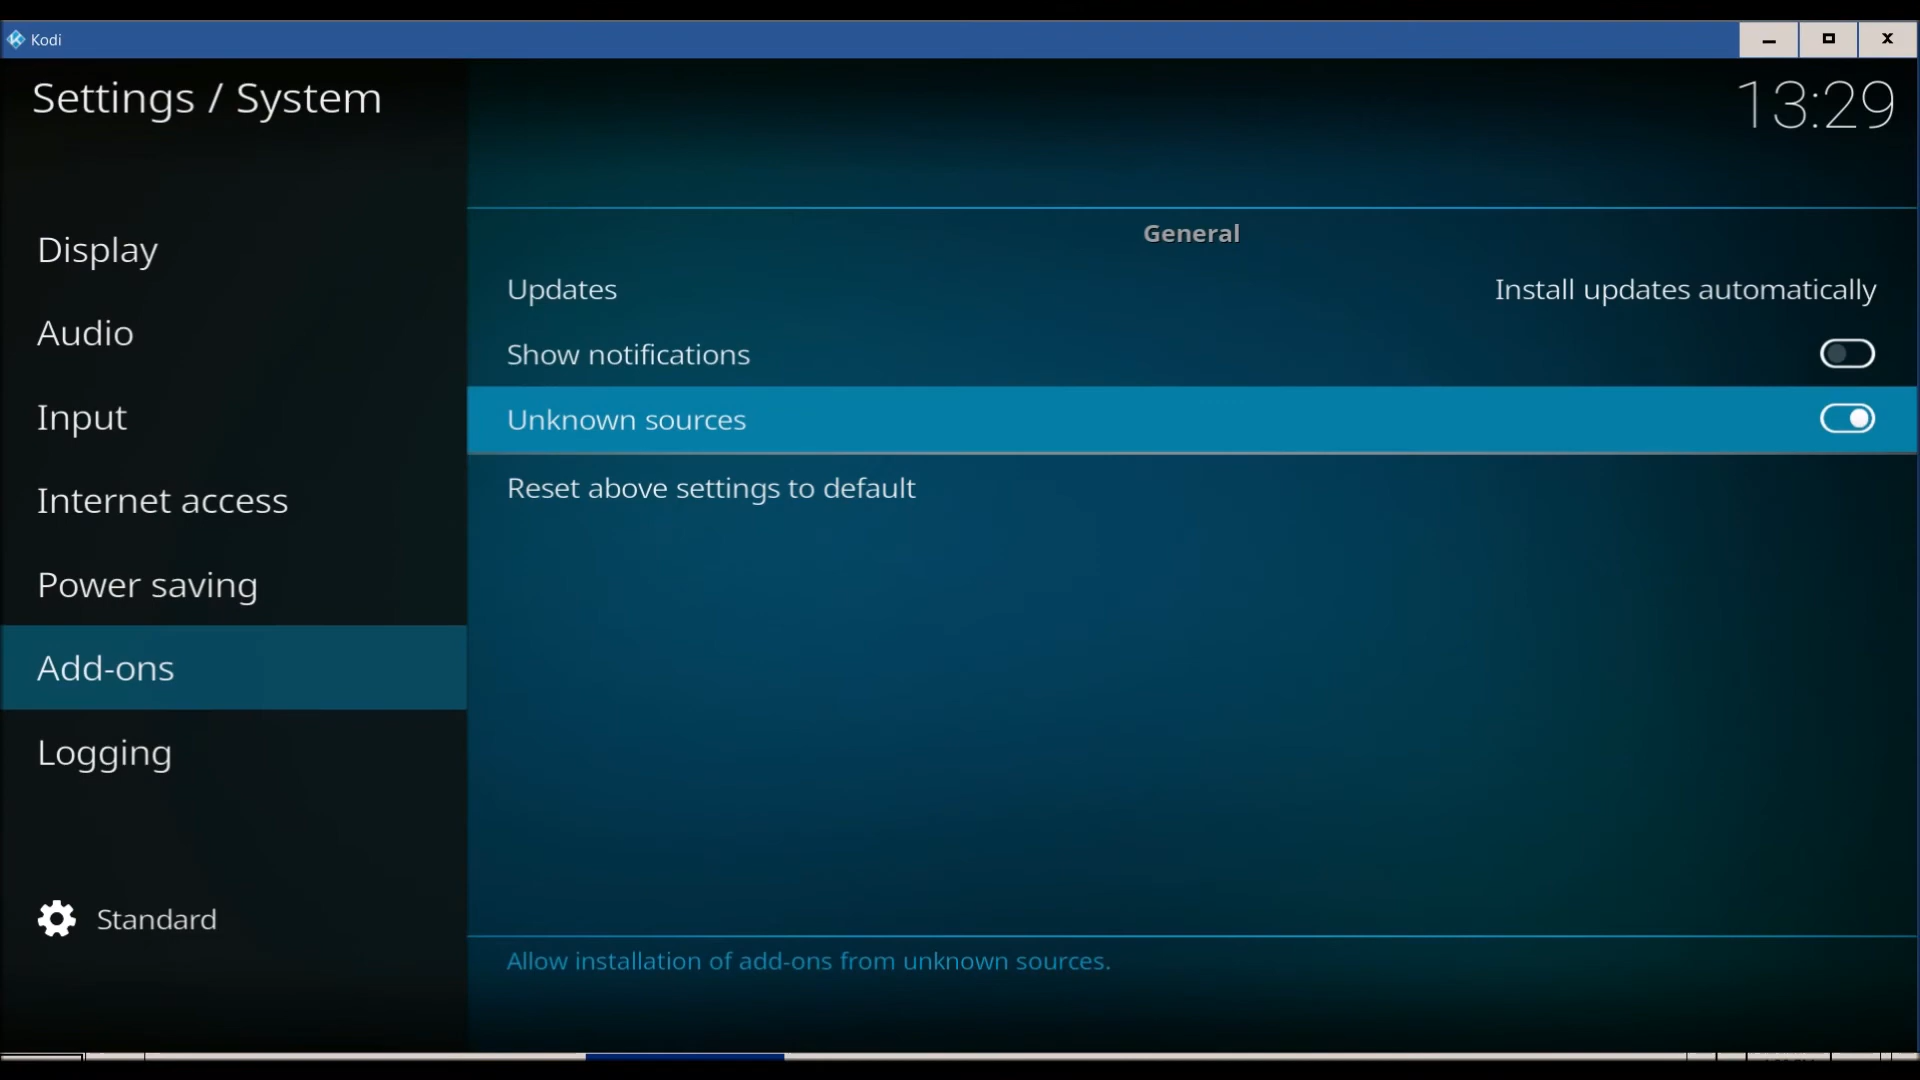 Kodi
Settings / System
13:29
Display
Audio
Input
Internet access
Power saving
Add-ons
Logging
Standard
General
Updates Install updates automatically
Show notifications
Unknown sources
Reset above settings to default
Allow installation of add-ons from unknown sources.